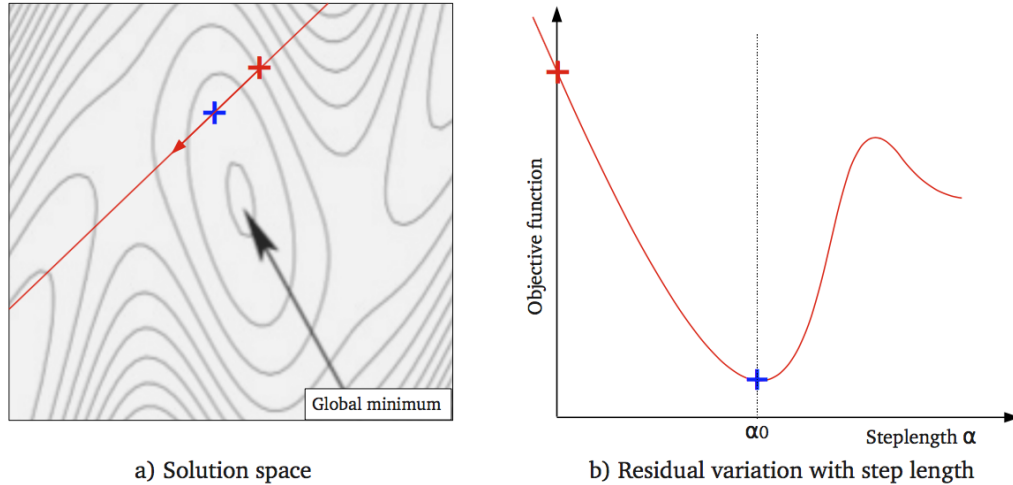 Global minimum
a) Solution space
Objective function
α0
Steplength α
b) Residual variation with step length